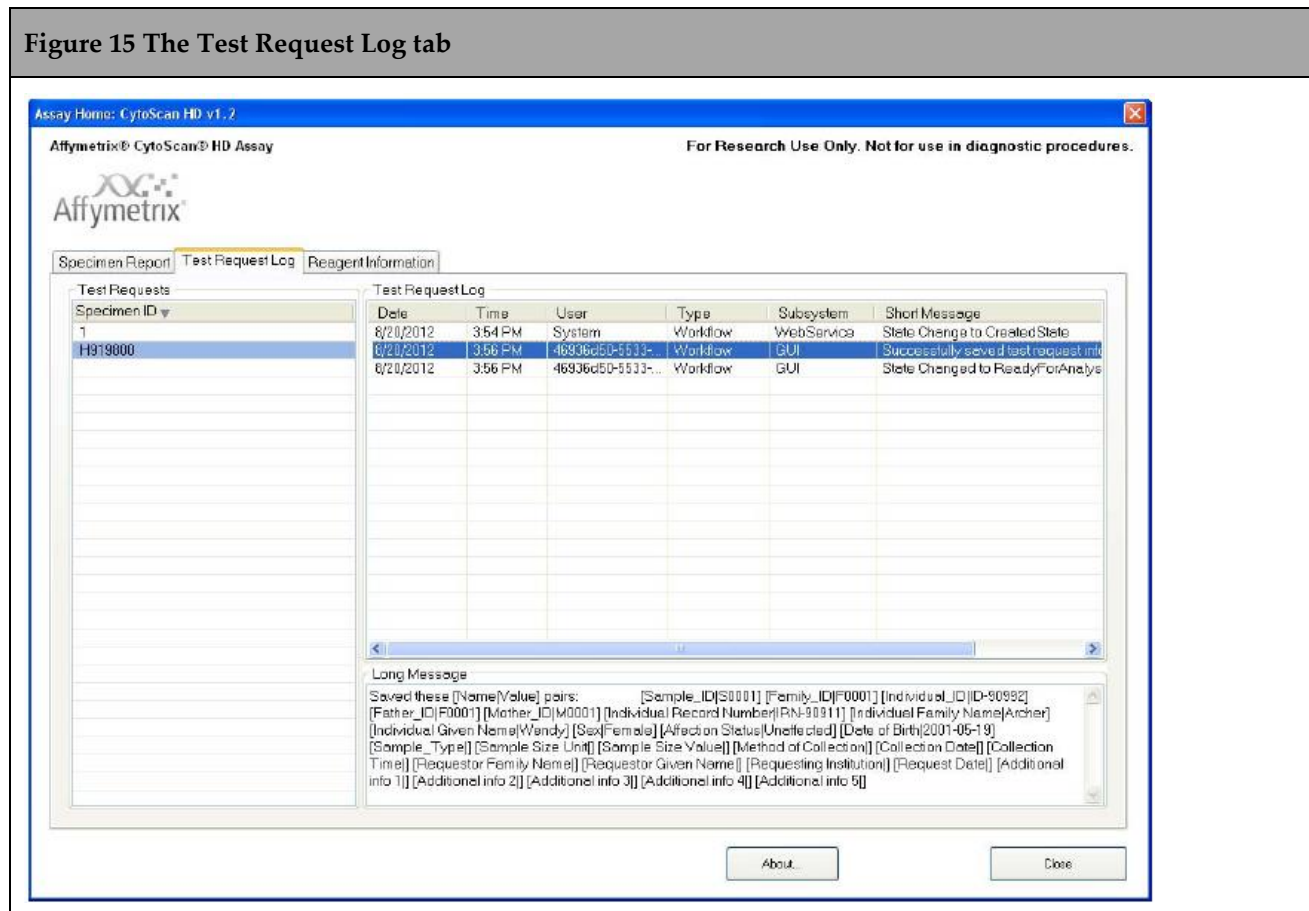 Figure 15 The Test Request Log tab
Assay Home: CytoScan HD v1.2
Affymetrix® CytoScan® HD Assay
For Research Use Only. Not for use in diagnostic procedures.
Affymetrix®
Specimen Report
Test Request Log
Reagent Information
Test Requests
Specimen ID
1
H919800
Test Request Log
Date Time User Type Subsystem Short Message
8/20/2012 3:54 PM System Workflow WebService State Change to CreatedState
8/20/2012 3:56 PM 46936d50-5533-... Workflow GUI Successfully saved test request info
8/20/2012 3:56 PM 46936d50-5533-... Workflow GUI State Changed to ReadyForAnalys
Long Message
Saved these [Name|Value] pairs: [Sample_ID|S0001] [Family_ID|F0001] [Individual_ID|ID-90992]
[Father_ID|F0001] [Mother_ID|M0001] [Individual Record Number|IRN-90911] [Individual Family Name|Archer]
[Individual Given Name|Wendy] [Sex|Female] [Affection Status|Unaffected] [Date of Birth|2001-05-19]
[Sample_Type|] [Sample Size Unit|] [Sample Size Value|] [Method of Collection|] [Collection Date|] [Collection
Time|] [Requestor Family Name|] [Requestor Given Name|] [Requesting Institution|] [Request Date|] [Additional
info 1|] [Additional info 2|] [Additional info 3|] [Additional info 4|] [Additional info 5|]
About...
Close